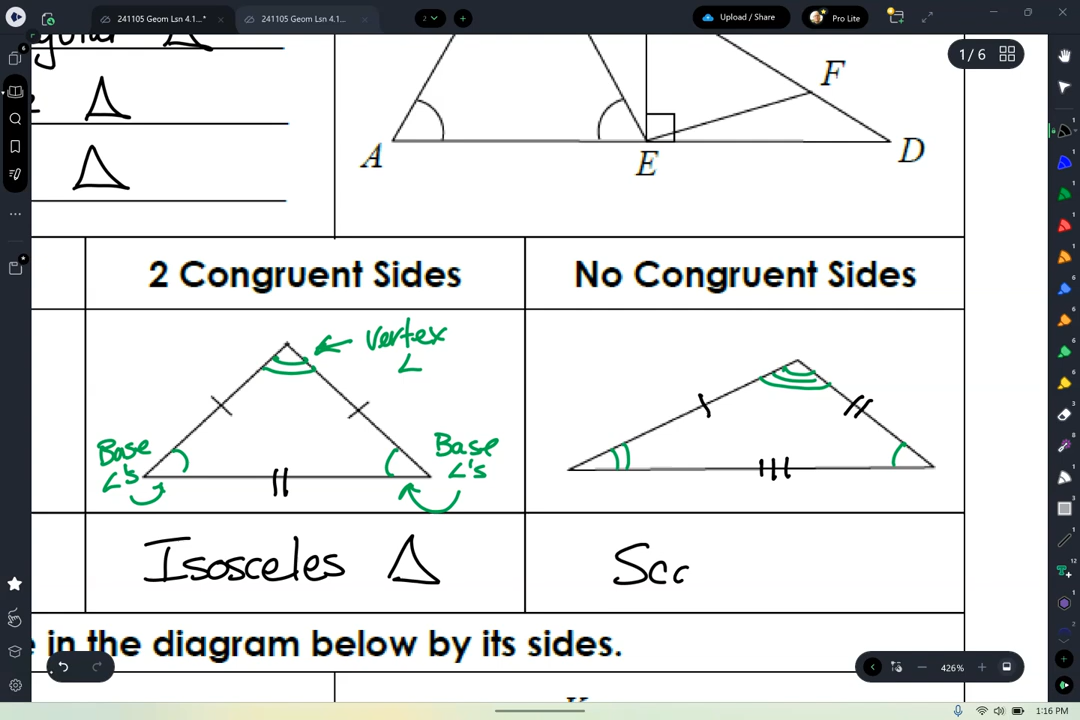 241105 Geom Lsn 4.1...*
241105 Geom Lsn 4.1...
2
Upload / Share
Pro Lite
1/6
F
A
E
D
2 Congruent Sides
No Congruent Sides
vertex
∠
Base
∠'s
Base
∠'s
Isosceles △
Sca
in the diagram below by its sides.
426%
1:16 PM